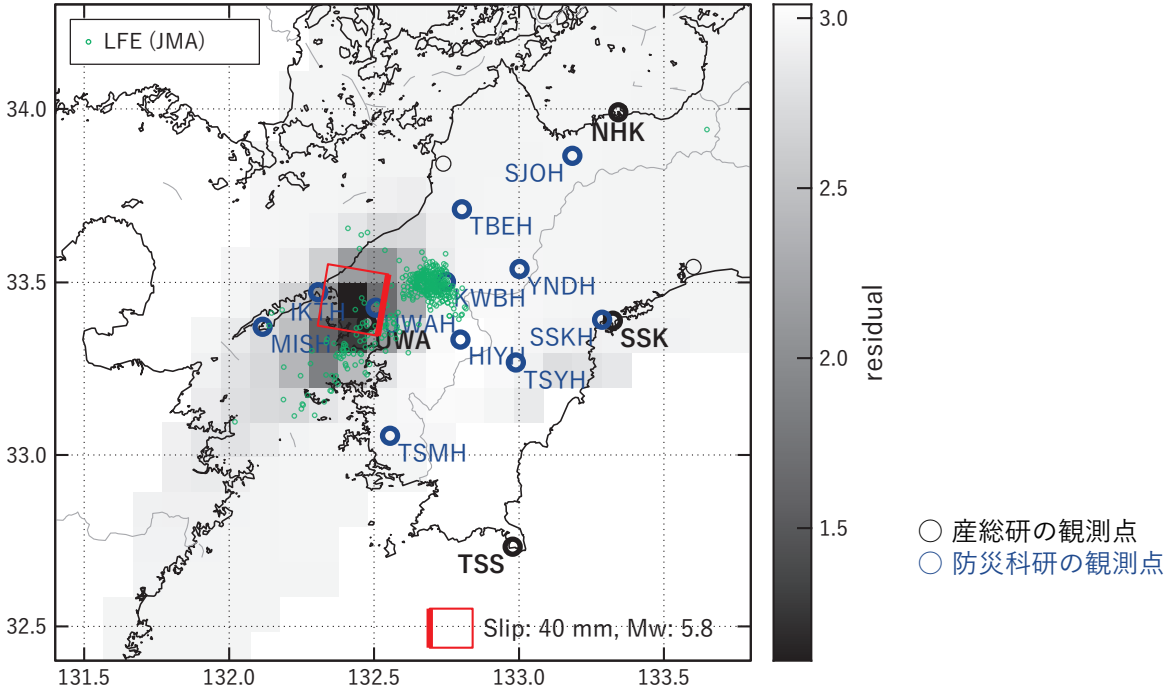 LFE (JMA)
3.0
34.0
NHK
SJOH
2.5
TBEH
33.5
YNDH
KWBH
IKTH
UWAH
UWA
SSKH
SSK
MISH
HIYH
TSYH
2.0
residual
33.0
TSMH
1.5
産総研の観測点
防災科研の観測点
TSS
32.5
Slip: 40 mm, Mw: 5.8
131.5
132.0
132.5
133.0
133.5